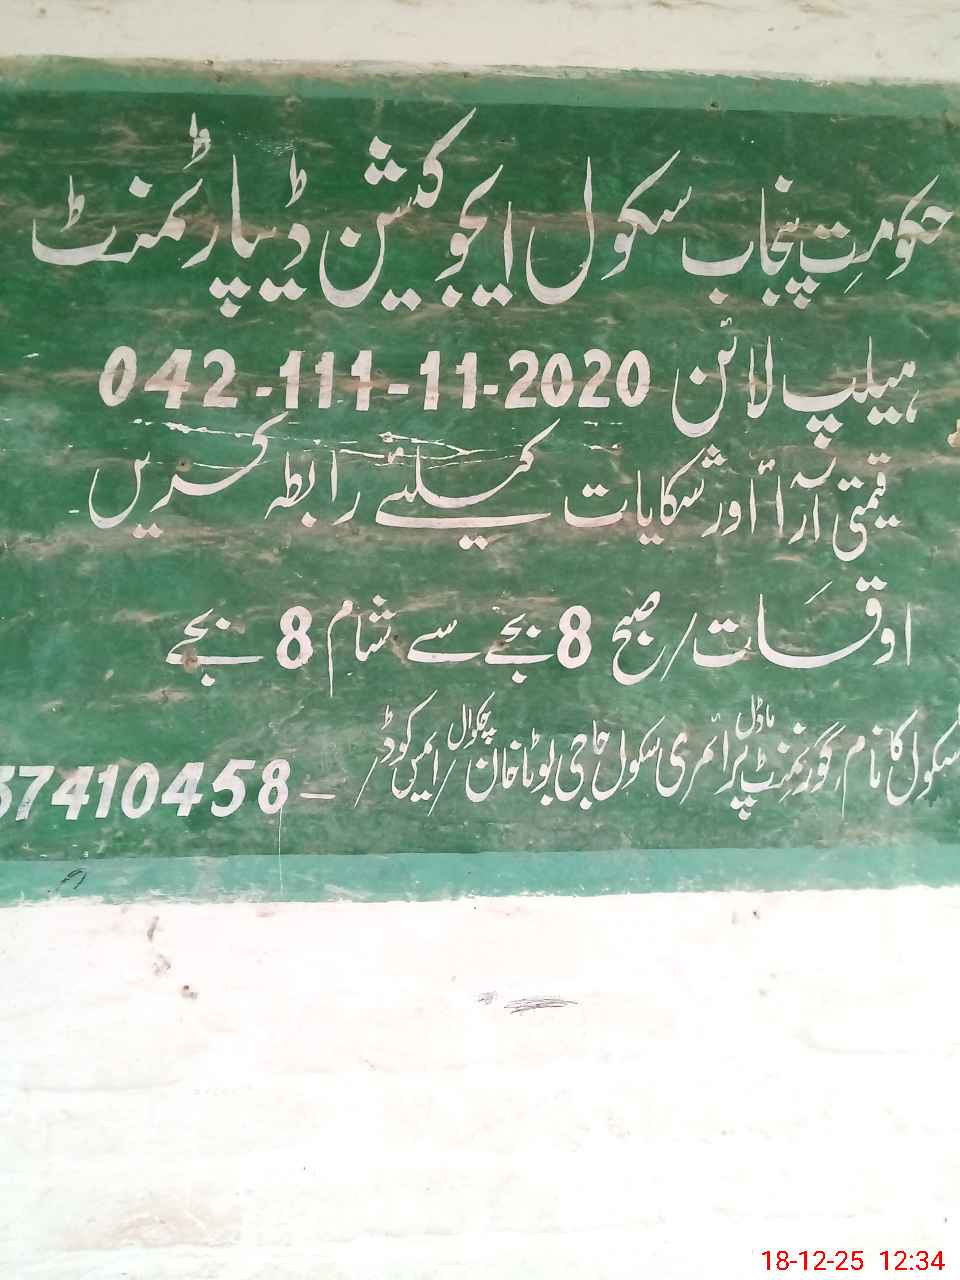 حکومتِ پنجاب سکول ایجوکیشن ڈیپارٹمنٹ
ہیلپ لائن 042-111-11-2020
قیمتی آراٗ اور شکایات کیلئے رابطہ کریں
اوقات/صبح 8 بجے سے شام 8 بجے
سکول کا نام/گورنمنٹ ماڈل پرائمری سکول حاجی بوٹا خان چکوال/ایمس کوڈ/ - 37410458
18-12-25 12:34